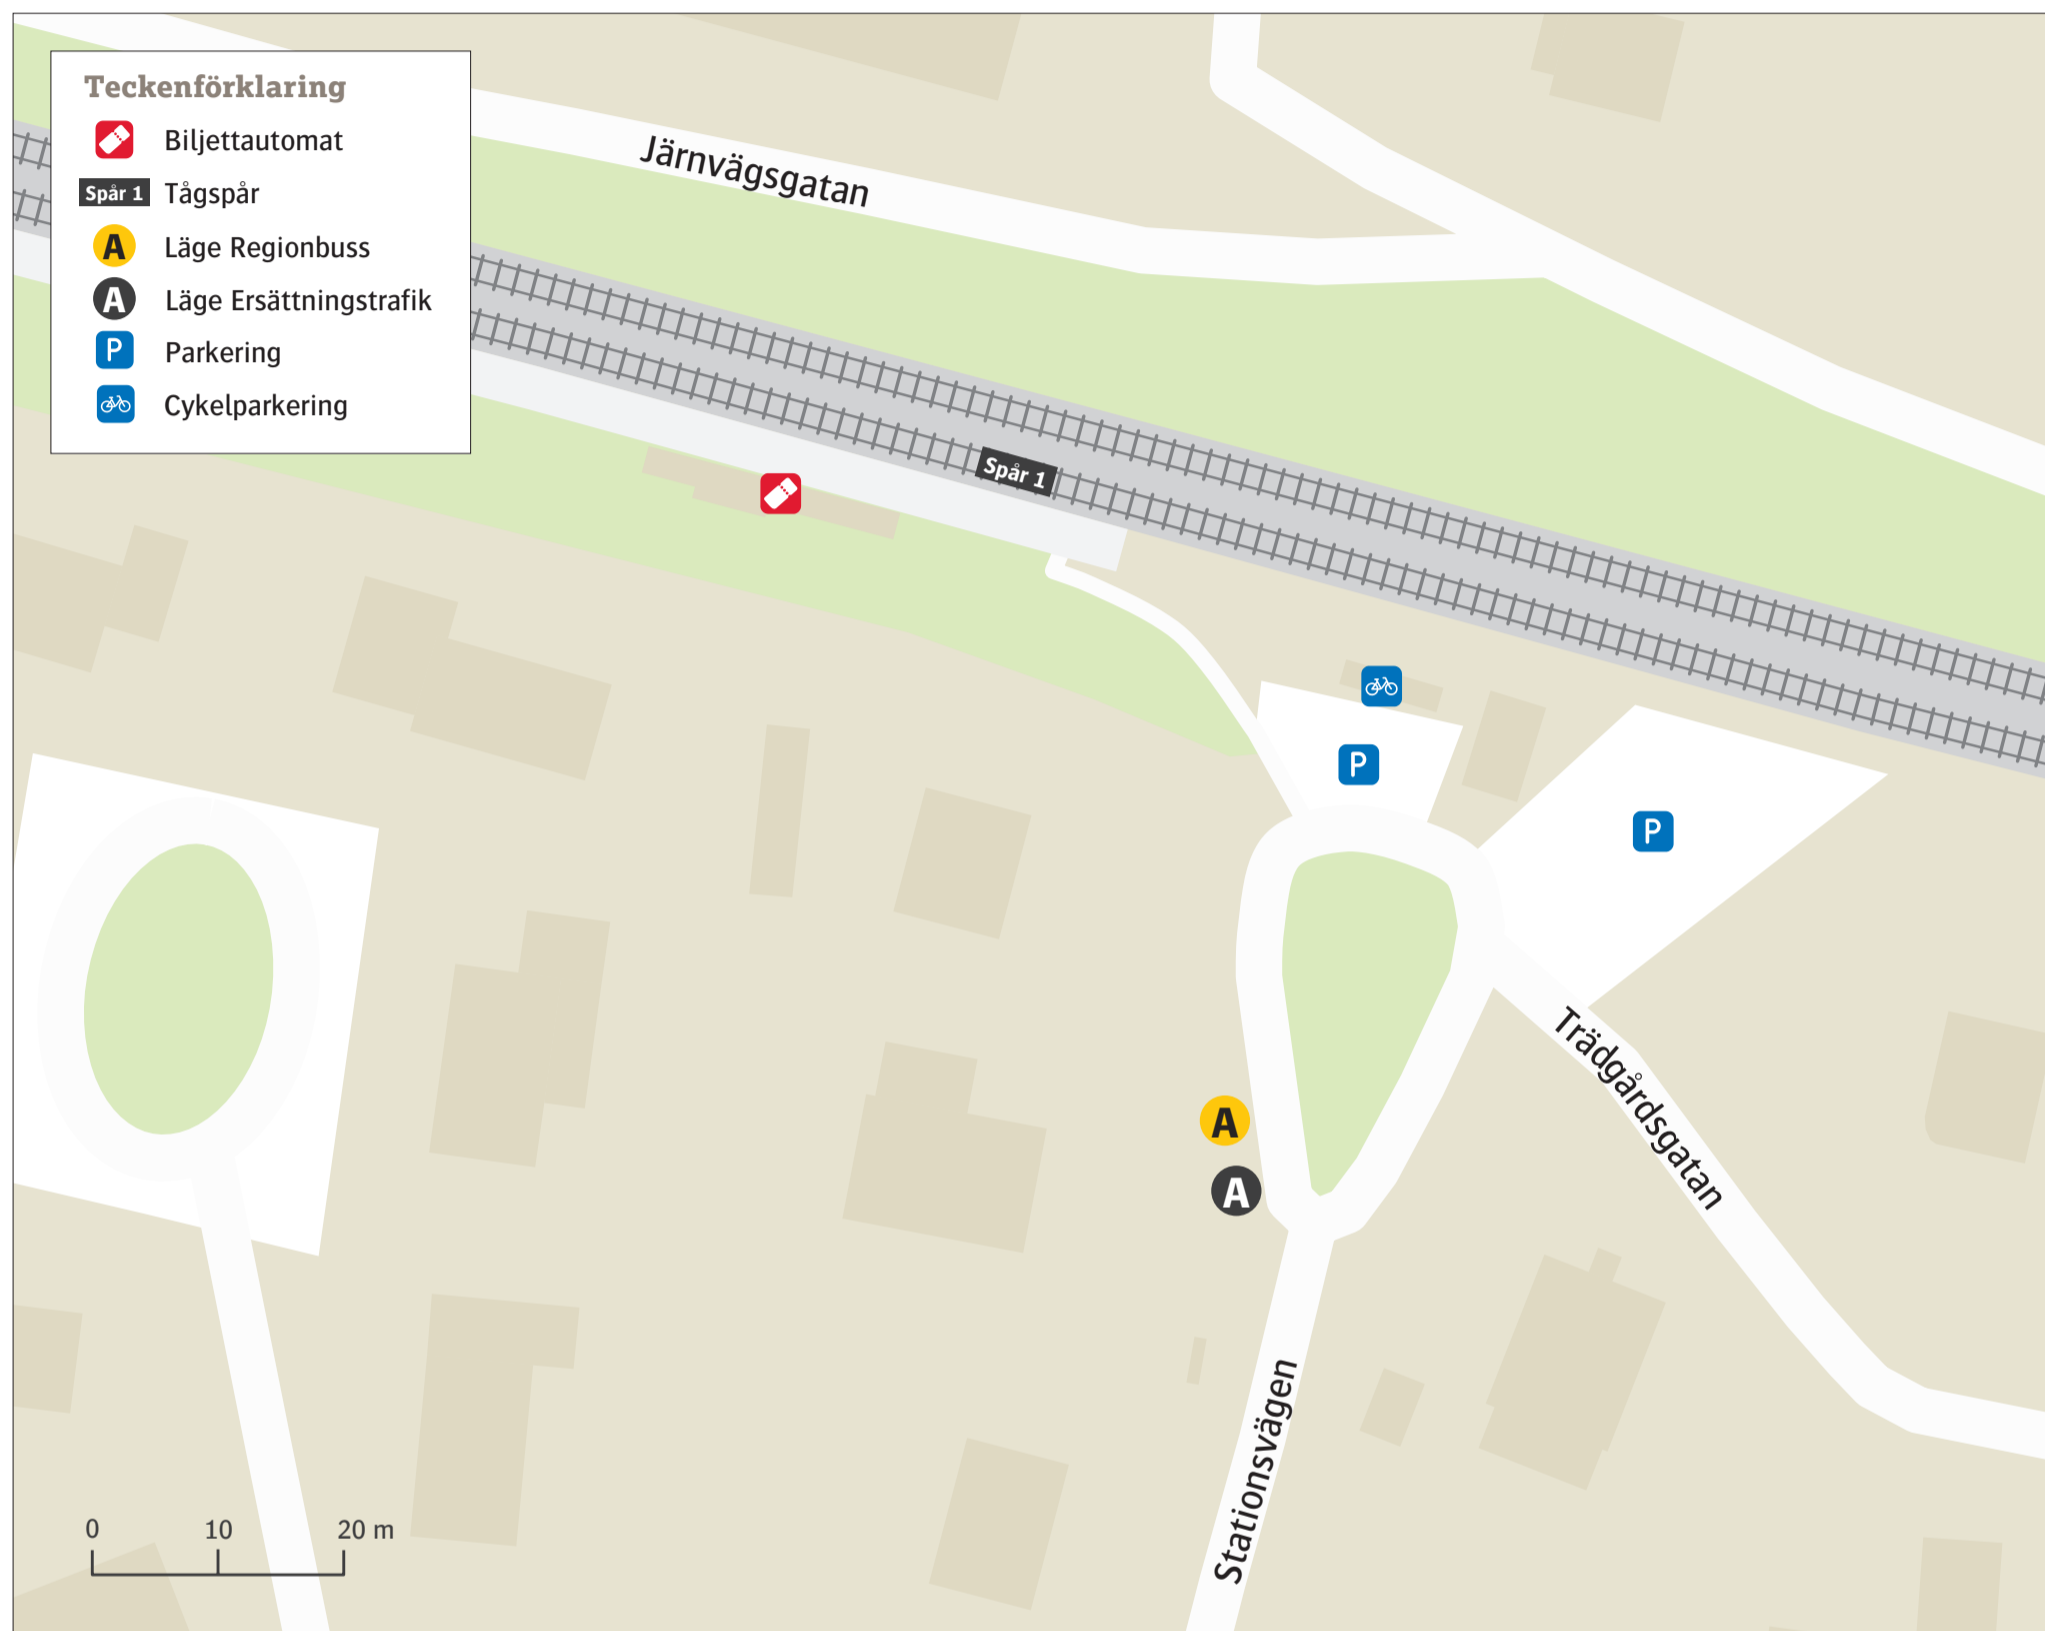 Teckenförklaring
Biljettautomat
Spår 1 Tågspår
A Läge Regionbuss
A Läge Ersättningstrafik
P Parkering
Cykelparkering
Järnvägsgatan
Spår 1
P
P
Trädgårdsgatan
A
A
Stationsvägen
0 10 20 m